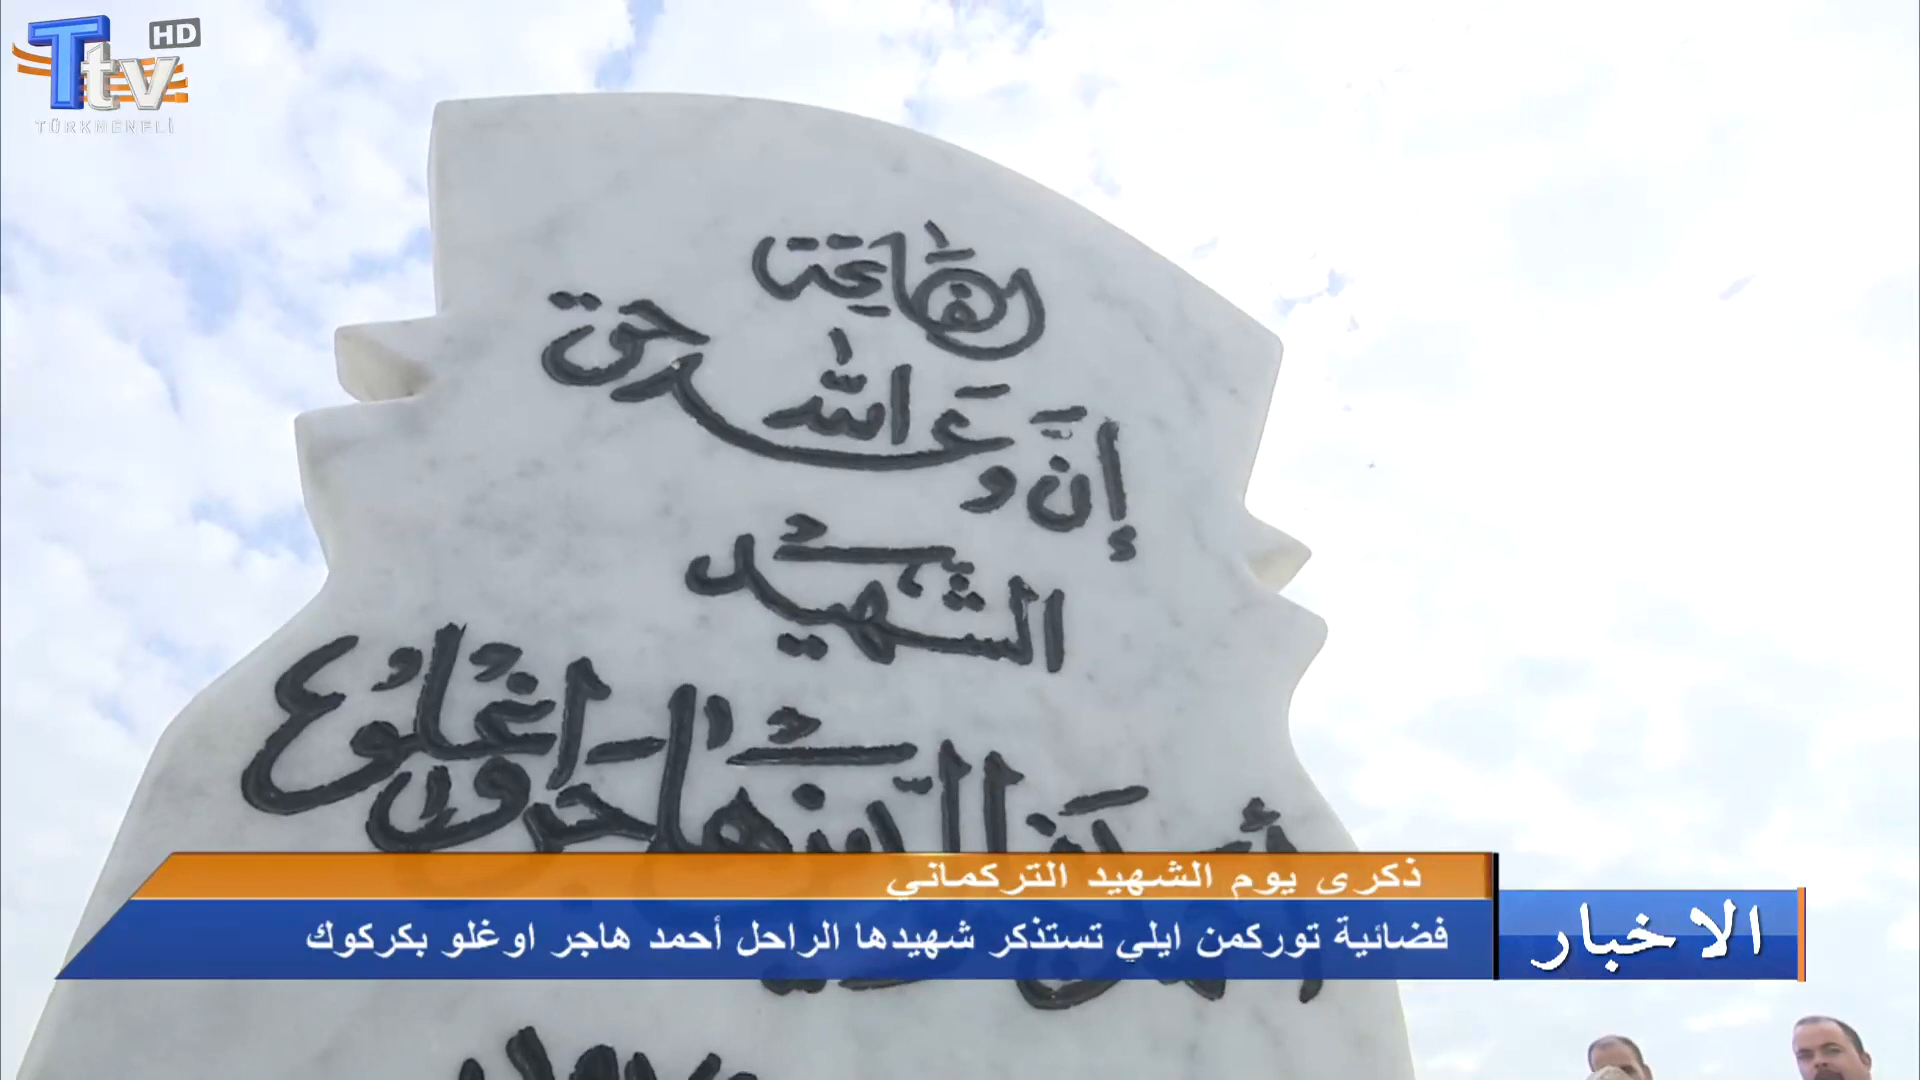 Ttv HD
TÜRKMENELİ
الفاتحة
إنَّ وَعد الله حق
الشهيد
ذكرى يوم الشهيد التركماني
فضائية توركمن ايلي تستذكر شهيدها الراحل أحمد هاجر اوغلو بكركوك
الاخبار